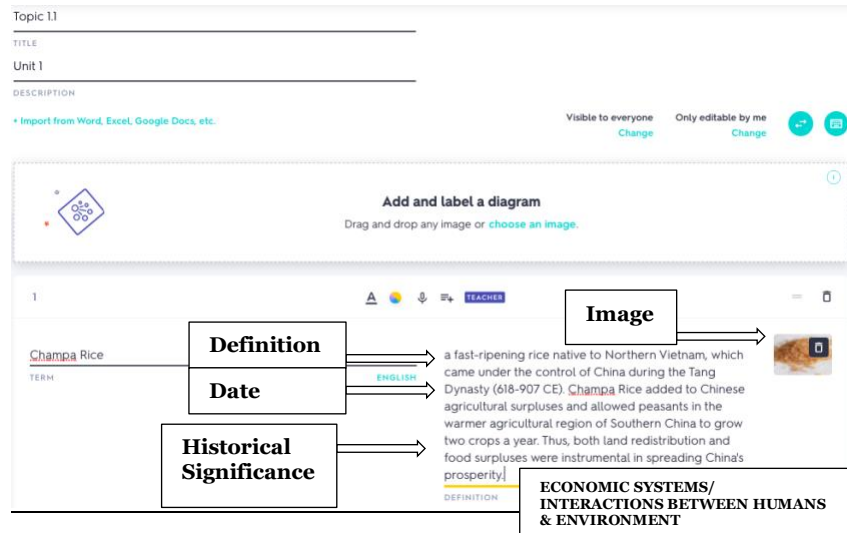 Topic 1.1
TITLE
Unit 1
DESCRIPTION
+ Import from Word, Excel, Google Docs, etc.
Visible to everyone
Change
Only editable by me
Change
Add and label a diagram
Drag and drop any image or choose an image.
1
A
TEACHER
Image
Champa Rice
TERM
ENGLISH
Definition
Date
Historical
Significance
a fast-ripening rice native to Northern Vietnam, which
came under the control of China during the Tang
Dynasty (618-907 CE). Champa Rice added to Chinese
agricultural surpluses and allowed peasants in the
warmer agricultural region of Southern China to grow
two crops a year. Thus, both land redistribution and
food surpluses were instrumental in spreading China's
prosperity.
DEFINITION
ECONOMIC SYSTEMS/
INTERACTIONS BETWEEN HUMANS
& ENVIRONMENT